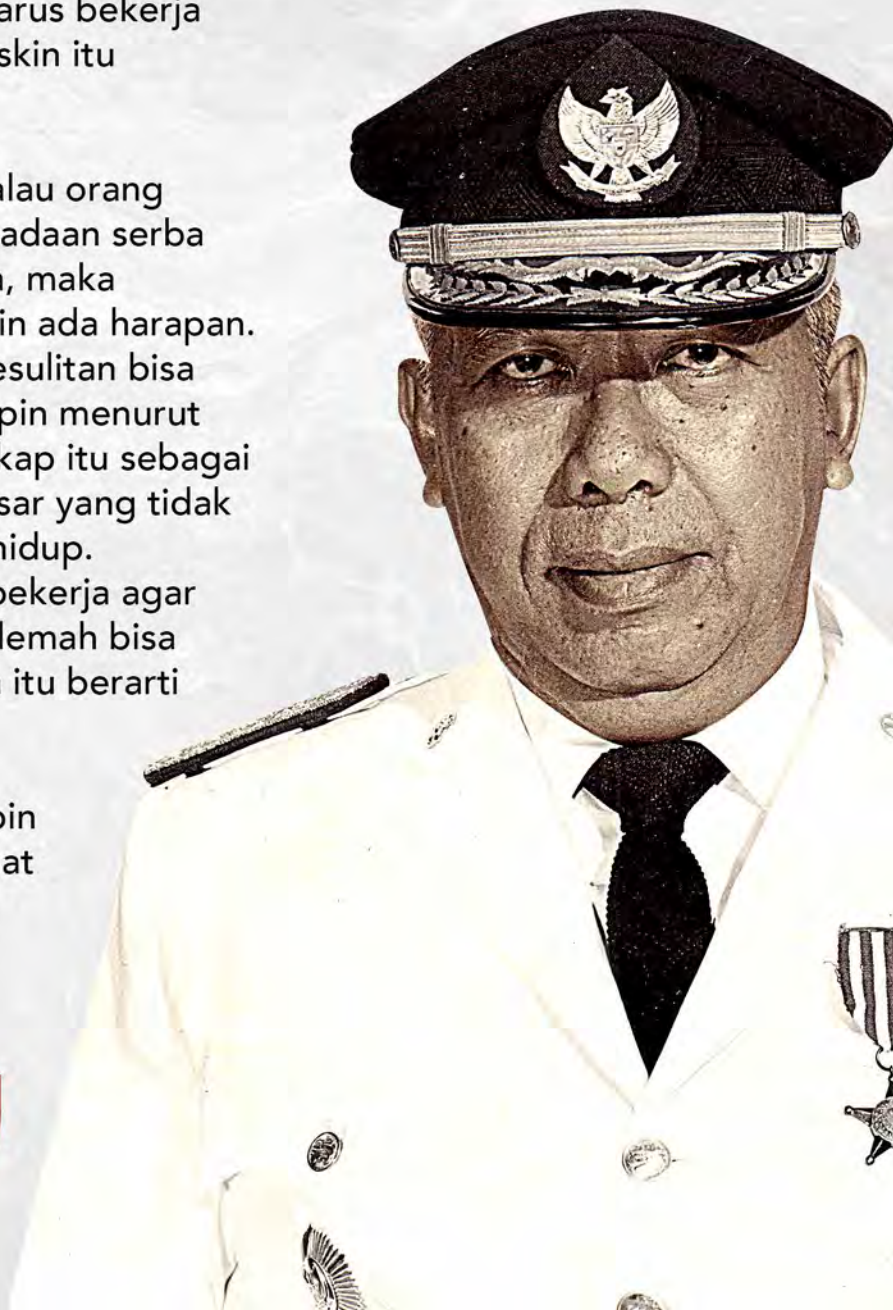 arus bekerja
skin itu
alau orang
adaan serba
, maka
in ada harapan.
esulitan bisa
pin menurut
kap itu sebagai
sar yang tidak
hidup.
bekerja agar
lemah bisa
itu berarti
pin
at